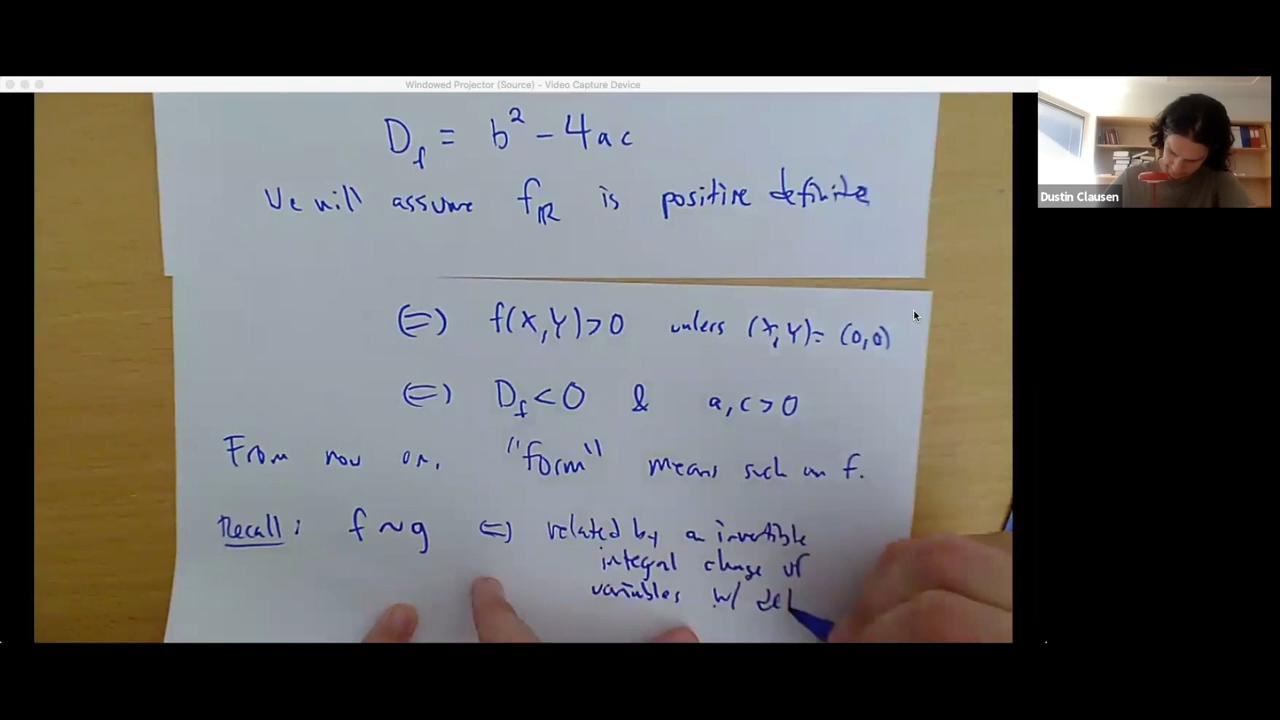 Windowed Projector (Source) - Video Capture Device
D_f = b² - 4ac
We will assume f_ℝ is positive definite
Dustin Clausen
⟺ f(X,Y) > 0 unless (X,Y) = (0,0)
⟺ D_f < 0 & a, c > 0
From now on, "form" means such an f.
Recall: f ~ g ⟺ related by a invertible
integral change of
variables w/ det